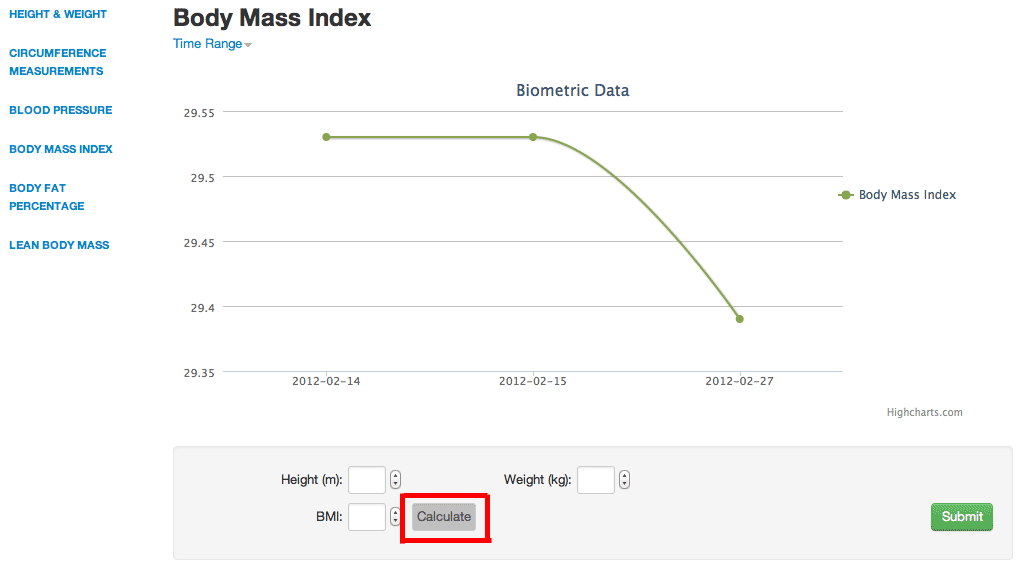 HEIGHT & WEIGHT
CIRCUMFERENCE
MEASUREMENTS
BLOOD PRESSURE
BODY MASS INDEX
BODY FAT
PERCENTAGE
LEAN BODY MASS
Body Mass Index
Time Range
Biometric Data
29.55
29.5
29.45
29.4
29.35
2012-02-14 2012-02-15 2012-02-27
Body Mass Index
Highcharts.com
Height (m): Weight (kg):
BMI: Calculate Submit